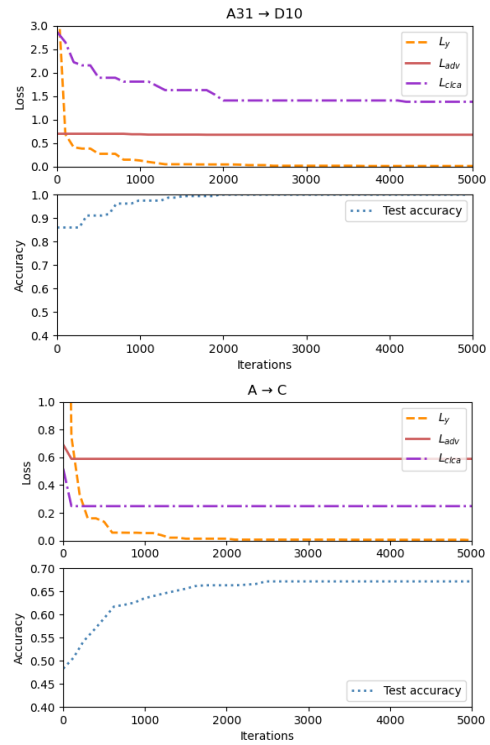 A31 → D10
3.0
2.5
2.0
1.5
1.0
0.5
0.0
Loss
L_y
L_adv
L_clca
0 1000 2000 3000 4000 5000
1.0
0.9
0.8
0.7
0.6
0.5
0.4
Accuracy
Test accuracy
0 1000 2000 3000 4000 5000
Iterations
A → C
1.0
0.8
0.6
0.4
0.2
0.0
Loss
L_y
L_adv
L_clca
0 1000 2000 3000 4000 5000
0.70
0.65
0.60
0.55
0.50
0.45
0.40
Accuracy
Test accuracy
0 1000 2000 3000 4000 5000
Iterations